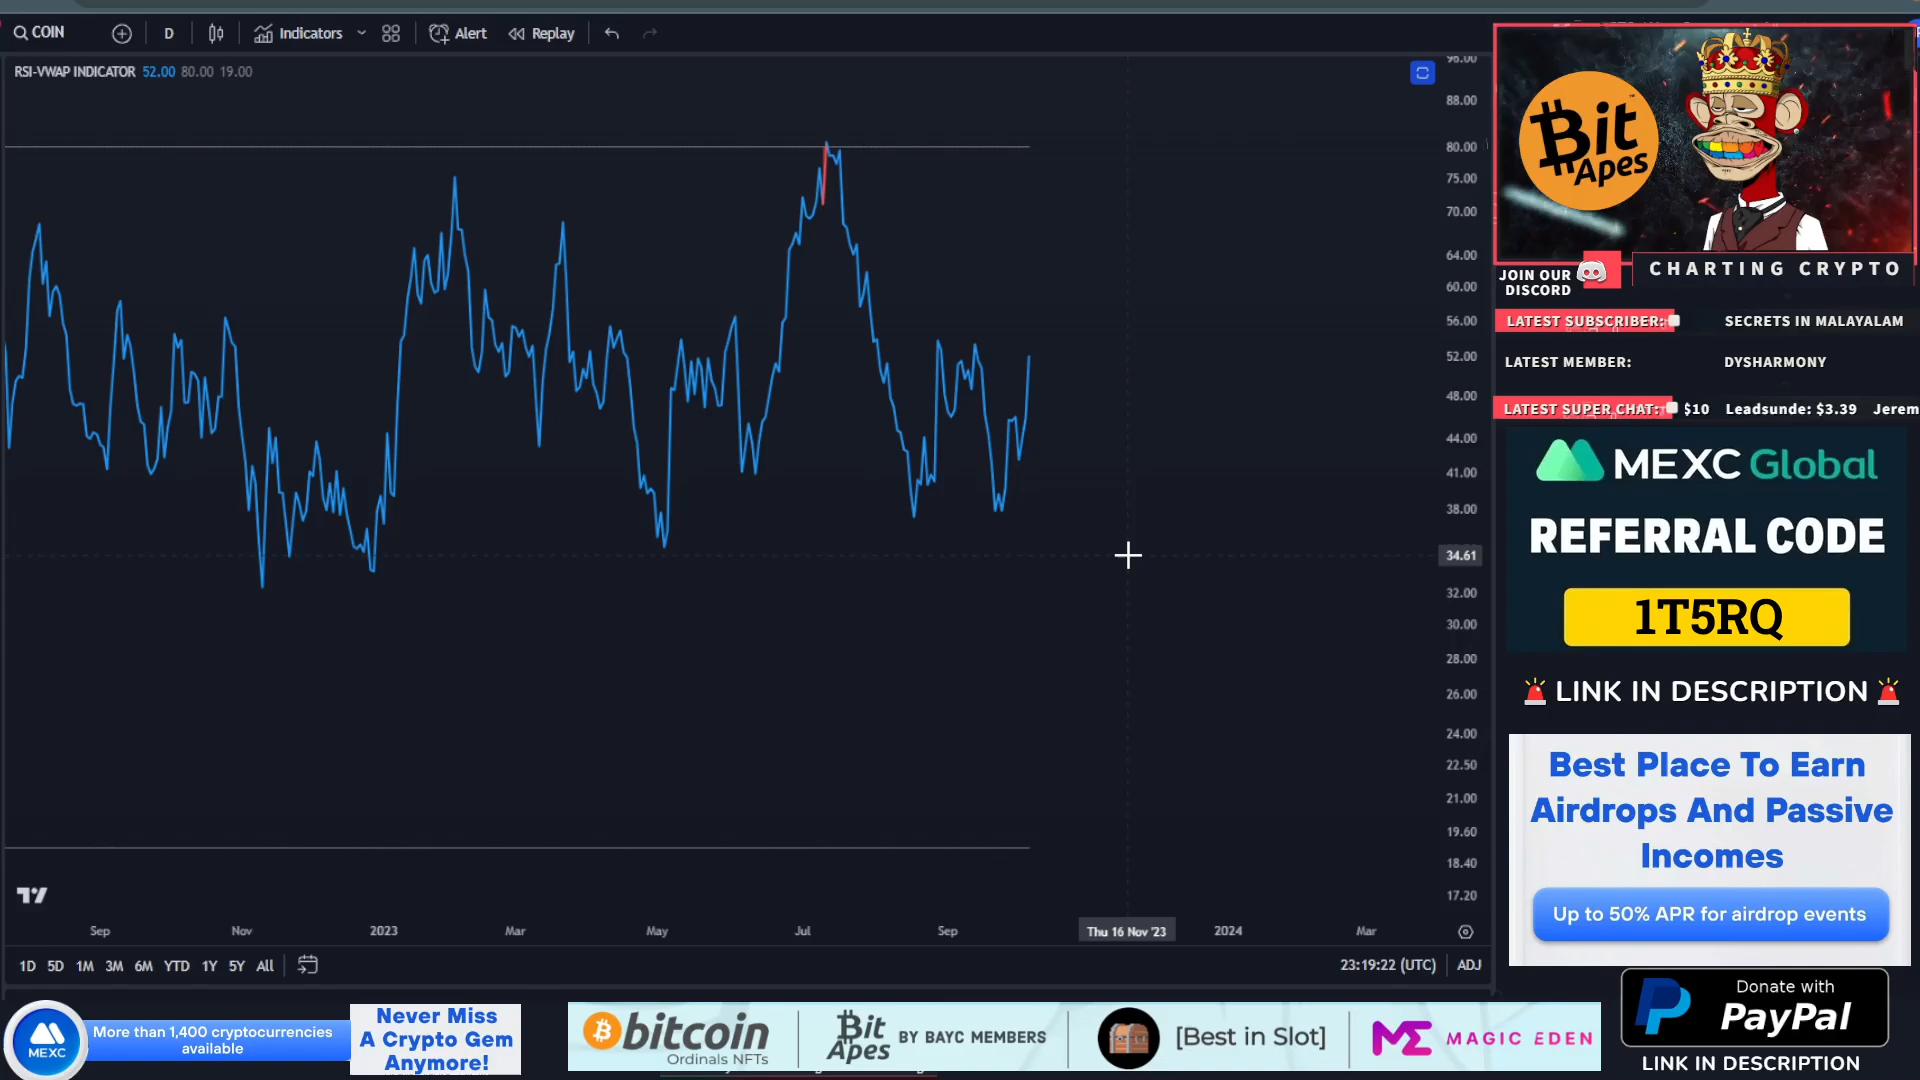 COIN
D
Indicators
Alert
Replay
RSI-VWAP INDICATOR 52.00 80.00 19.00
96.00
88.00
80.00
75.00
70.00
64.00
60.00
56.00
52.00
48.00
44.00
41.00
38.00
34.61
32.00
30.00
28.00
26.00
24.00
22.50
21.00
19.60
18.40
17.20
Sep
Nov
2023
Mar
May
Jul
Sep
Thu 16 Nov '23
2024
Mar
1D 5D 1M 3M 6M YTD 1Y 5Y All
23:19:22 (UTC)
ADJ
Bit
Apes
JOIN OUR
DISCORD
CHARTING CRYPTO
LATEST SUBSCRIBER:
SECRETS IN MALAYALAM
LATEST MEMBER:
DYSHARMONY
LATEST SUPER CHAT:
$10 Leadsunde: $3.39 Jerem
MEXC Global
REFERRAL CODE
1T5RQ
LINK IN DESCRIPTION
Best Place To Earn
Airdrops And Passive
Incomes
Up to 50% APR for airdrop events
MEXC
More than 1,400 cryptocurrencies
available
Never Miss
A Crypto Gem
Anymore!
bitcoin
Ordinals NFTs
Bit
Apes
BY BAYC MEMBERS
[Best in Slot]
MAGIC EDEN
Donate with
PayPal
LINK IN DESCRIPTION